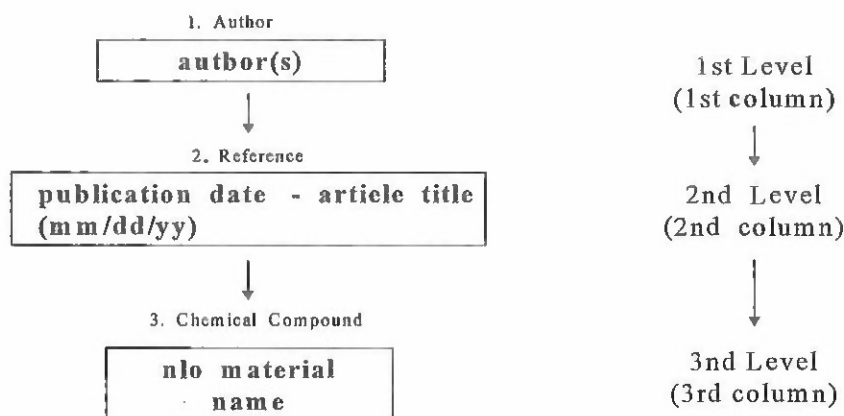 1. Author
autbor(s)
2. Reference
publication date - article title
(mm/dd/yy)
3. Chemical Compound
nlo material
name
1st Level
(1st column)
2nd Level
(2nd column)
3nd Level
(3rd column)